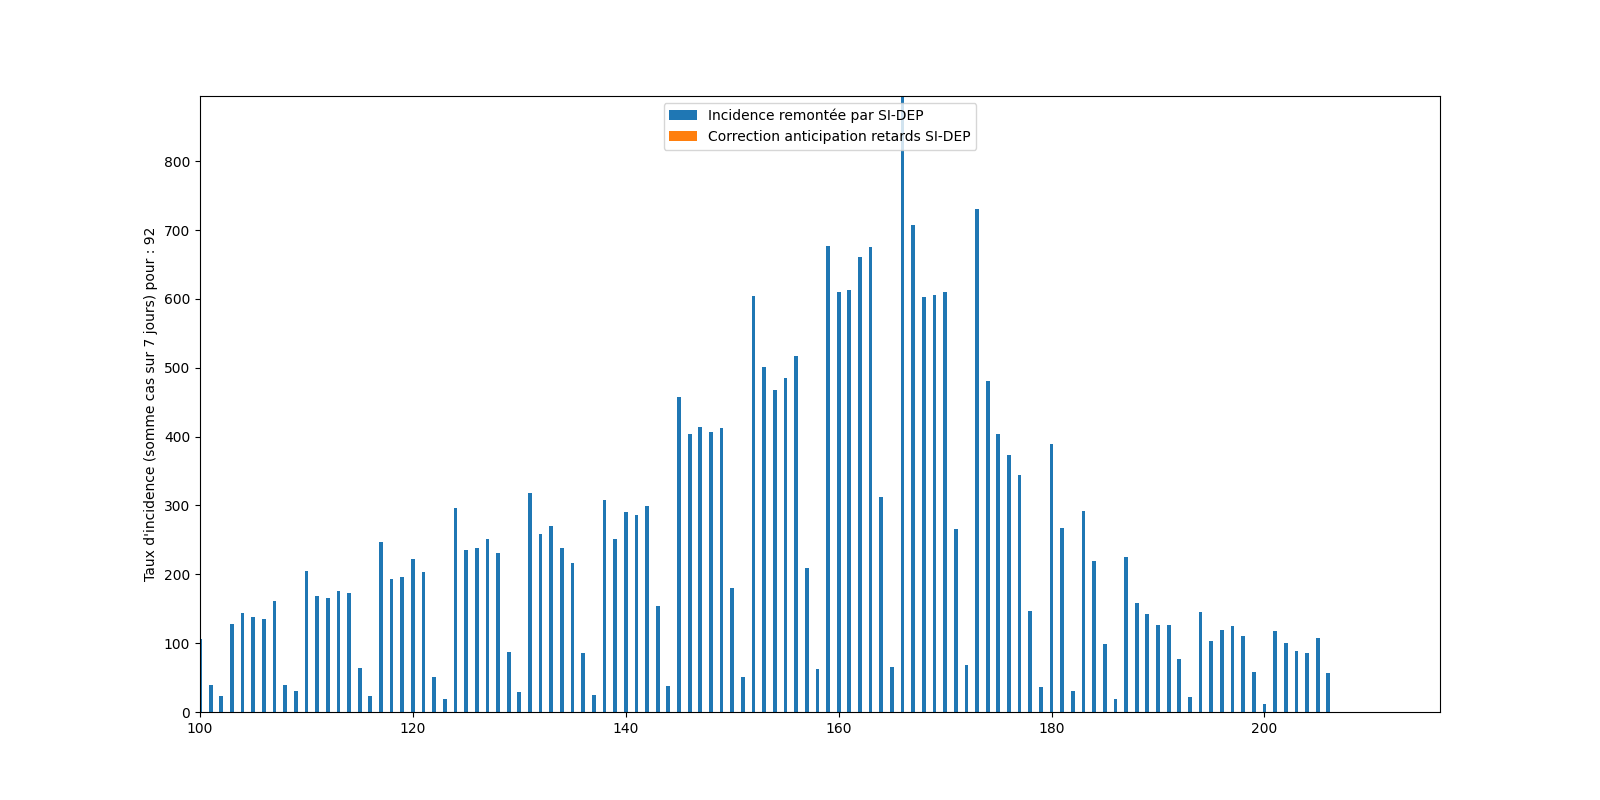 Incidence remontée par SI-DEP
Correction anticipation retards SI-DEP
Taux d'incidence (somme cas sur 7 jours) pour : 92
800
700
600
500
400
300
200
100
0
100 120 140 160 180 200